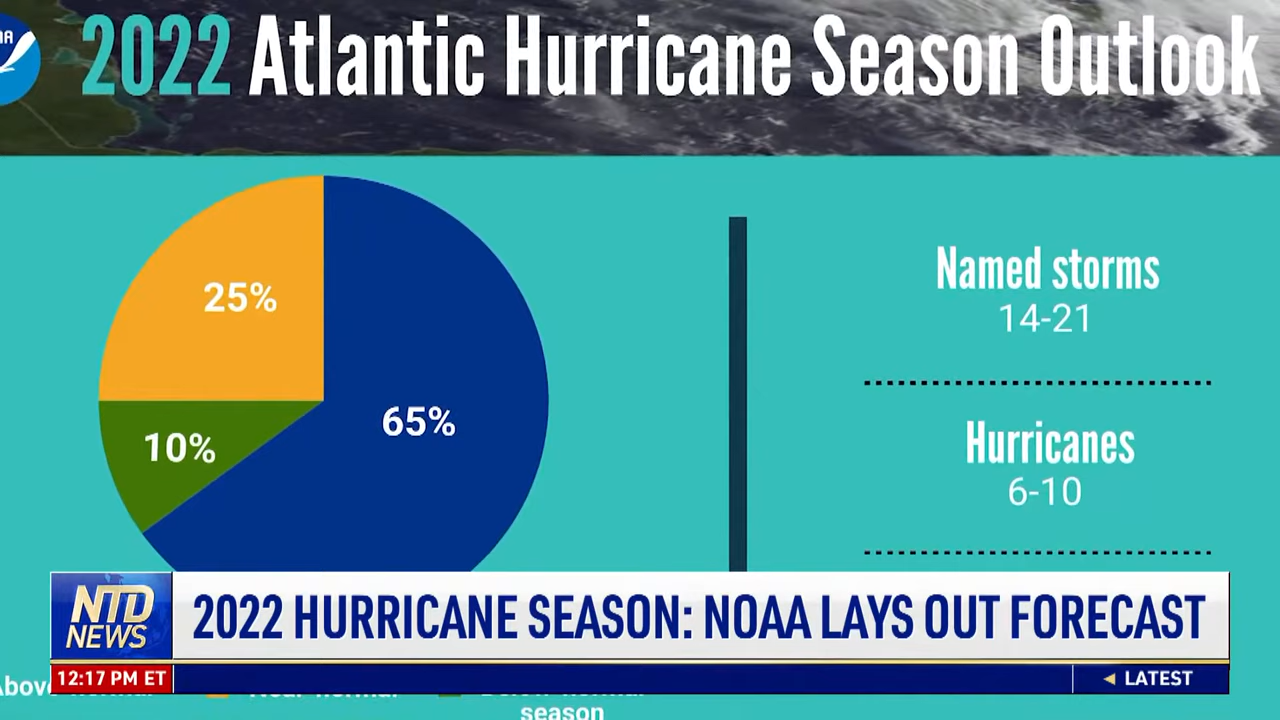 2022 Atlantic Hurricane Season Outlook
25%
65%
10%
Named storms
14-21
Hurricanes
6-10
NTD
NEWS
2022 HURRICANE SEASON: NOAA LAYS OUT FORECAST
12:17 PM ET
LATEST
season